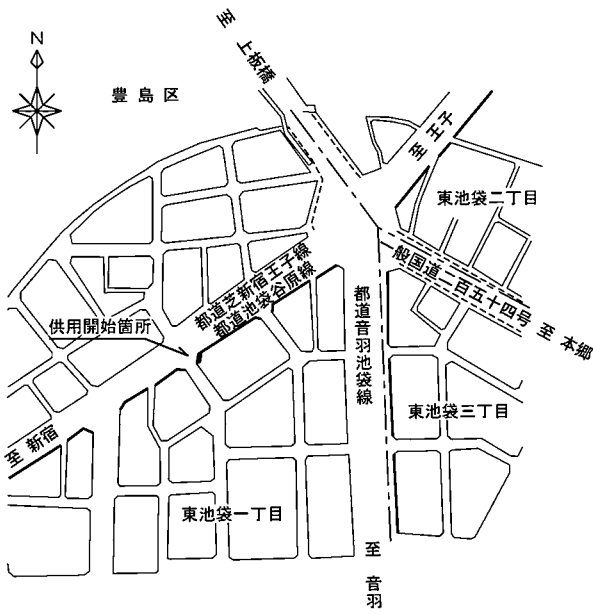 至 上板橋
N
豊島区
至 王子
東池袋二丁目
一般国道二百五十四号 至 本郷
都道芝新宿王子線
都道池袋谷原線
供用開始箇所
都道音羽池袋線
東池袋三丁目
至 新宿
東池袋一丁目
至 音羽